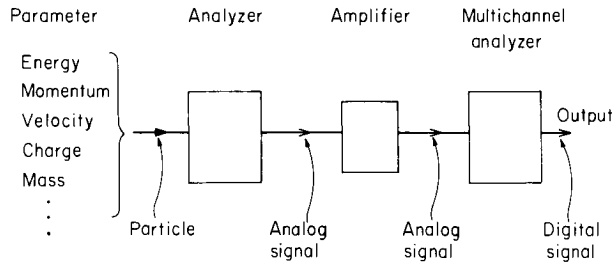 Parameter
Analyzer
Amplifier
Multichannel
analyzer
Energy
Momentum
Velocity
Charge
Mass
Output
Particle
Analog
signal
Analog
signal
Digital
signal